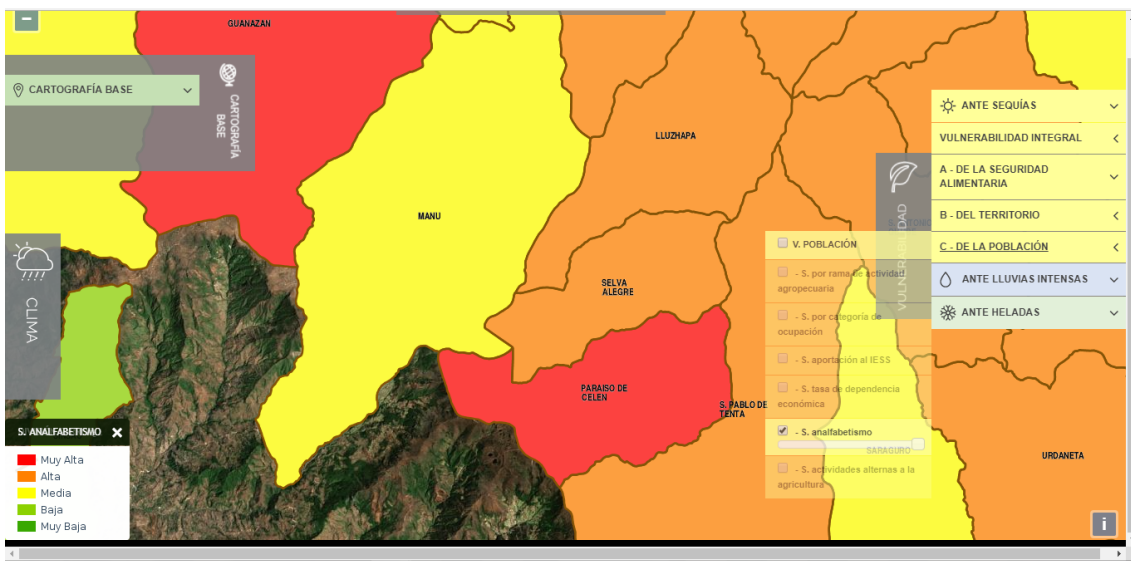 GUANAZAN
CARTOGRAFÍA BASE
CARTOGRAFÍA
BASE
LLUZHAPA
MANU
SELVA
ALEGRE
PARAISO DE
CELEN
S. PABLO DE
TENTA
SARAGURO
URDANETA
CLIMA
VULNERABILIDAD
ANTE SEQUÍAS
VULNERABILIDAD INTEGRAL
A - DE LA SEGURIDAD
ALIMENTARIA
B - DEL TERRITORIO
C - DE LA POBLACIÓN
ANTE LLUVIAS INTENSAS
ANTE HELADAS
V. POBLACIÓN
- S. por rama de actividad
agropecuaria
- S. por categoría de
ocupación
- S. aportación al IESS
- S. tasa de dependencia
económica
- S. analfabetismo
- S. actividades alternas a la
agricultura
S. ANALFABETISMO
Muy Alta
Alta
Media
Baja
Muy Baja
i